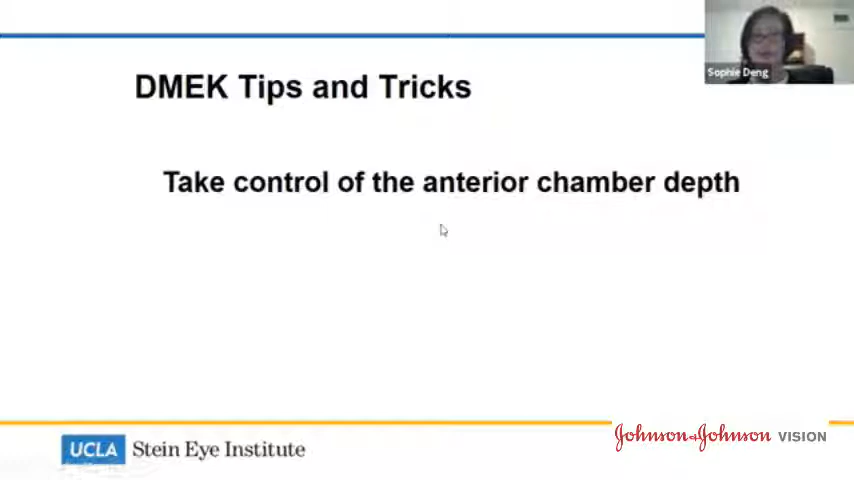 Sophie Deng
DMEK Tips and Tricks
Take control of the anterior chamber depth
UCLA Stein Eye Institute
Johnson+Johnson VISION